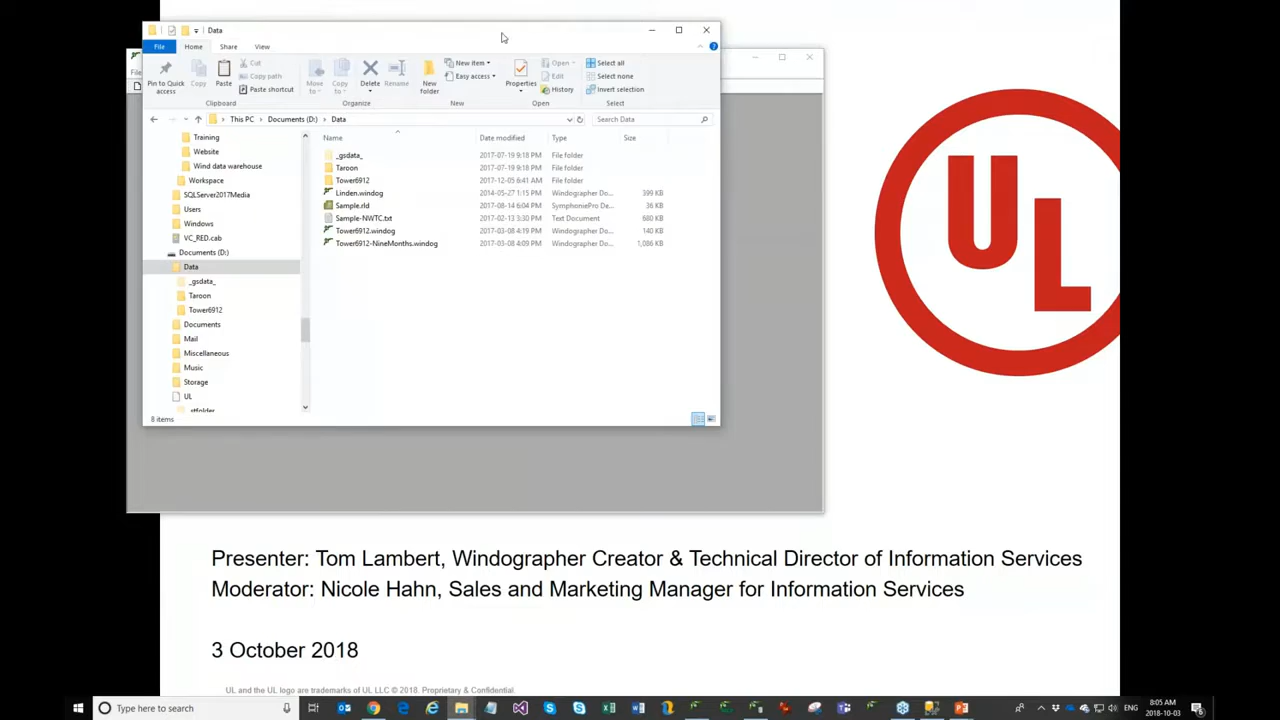 Data
File
Home
Share
View
Pin to Quick access
Copy
Paste
Cut
Copy path
Paste shortcut
Clipboard
Move to
Copy to
Delete
Rename
Organize
New folder
New item
Easy access
New
Properties
Open
Edit
History
Open
Select all
Select none
Invert selection
Select
This PC > Documents (D:) > Data
Search Data
Training
Website
Wind data warehouse
Workspace
SQLServer2017Media
Users
Windows
VC_RED.cab
Documents (D:)
Data
_gsdata_
Taroon
Tower6912
Documents
Mail
Miscellaneous
Music
Storage
UL
.stfolder
Name Date modified Type Size
_gsdata_ 2017-07-19 9:18 PM File folder
Taroon 2017-07-19 9:18 PM File folder
Tower6912 2017-12-05 6:41 AM File folder
Linden.windog 2014-05-27 1:15 PM Windographer Do... 399 KB
Sample.rld 2017-08-14 6:04 PM SymphoniePro De... 36 KB
Sample-NWTC.txt 2017-02-13 3:30 PM Text Document 680 KB
Tower6912.windog 2017-03-08 4:19 PM Windographer Do... 140 KB
Tower6912-NineMonths.windog 2017-03-08 4:09 PM Windographer Do... 1,086 KB
8 items
UL
Presenter: Tom Lambert, Windographer Creator & Technical Director of Information Services
Moderator: Nicole Hahn, Sales and Marketing Manager for Information Services
3 October 2018
UL and the UL logo are trademarks of UL LLC © 2018. Proprietary & Confidential.
Type here to search
ENG
8:05 AM
2018-10-03